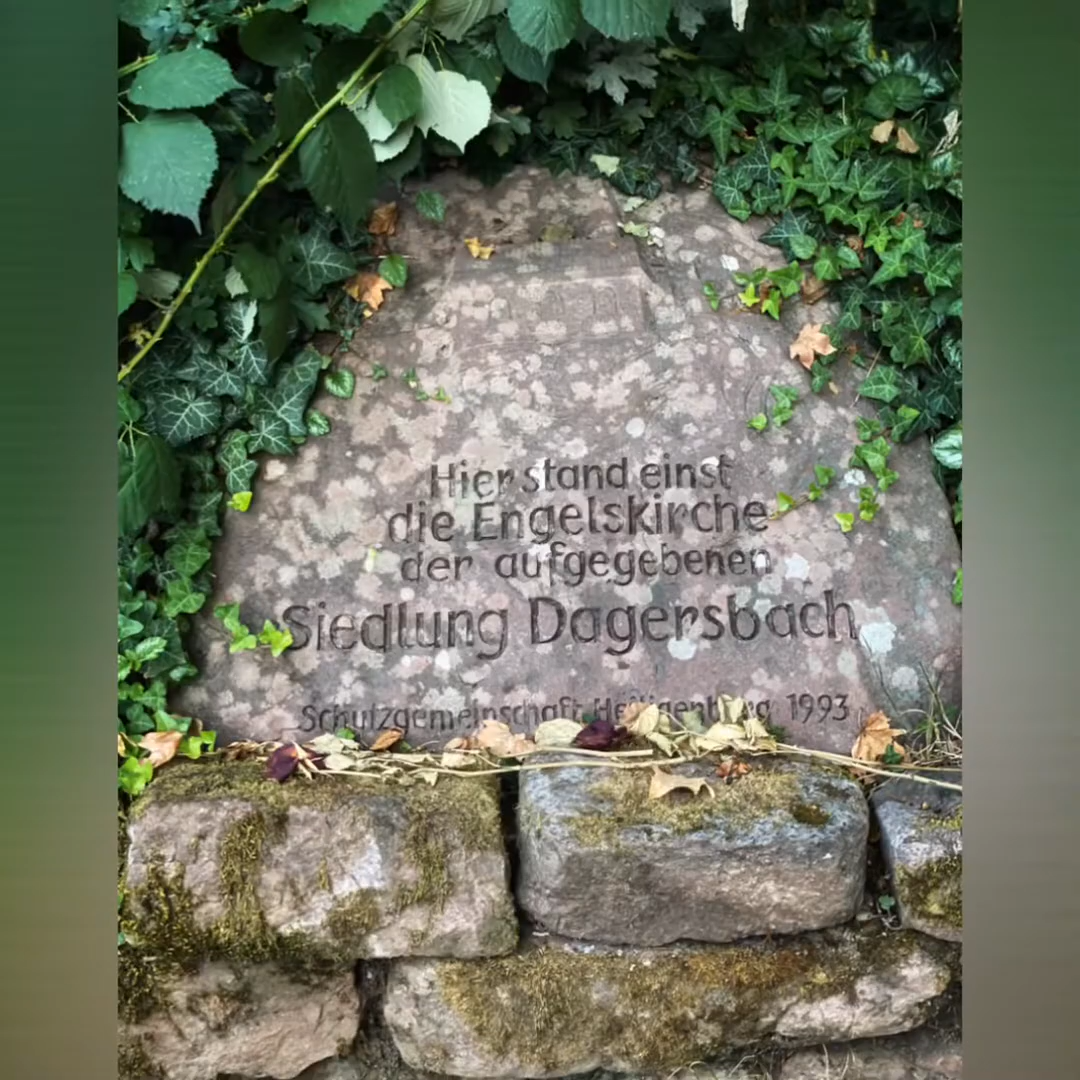 Hier stand einst
die Engelskirche
der aufgegebenen
Siedlung Dagersbach
Schutzgemeinschaft Heiligenberg 1993